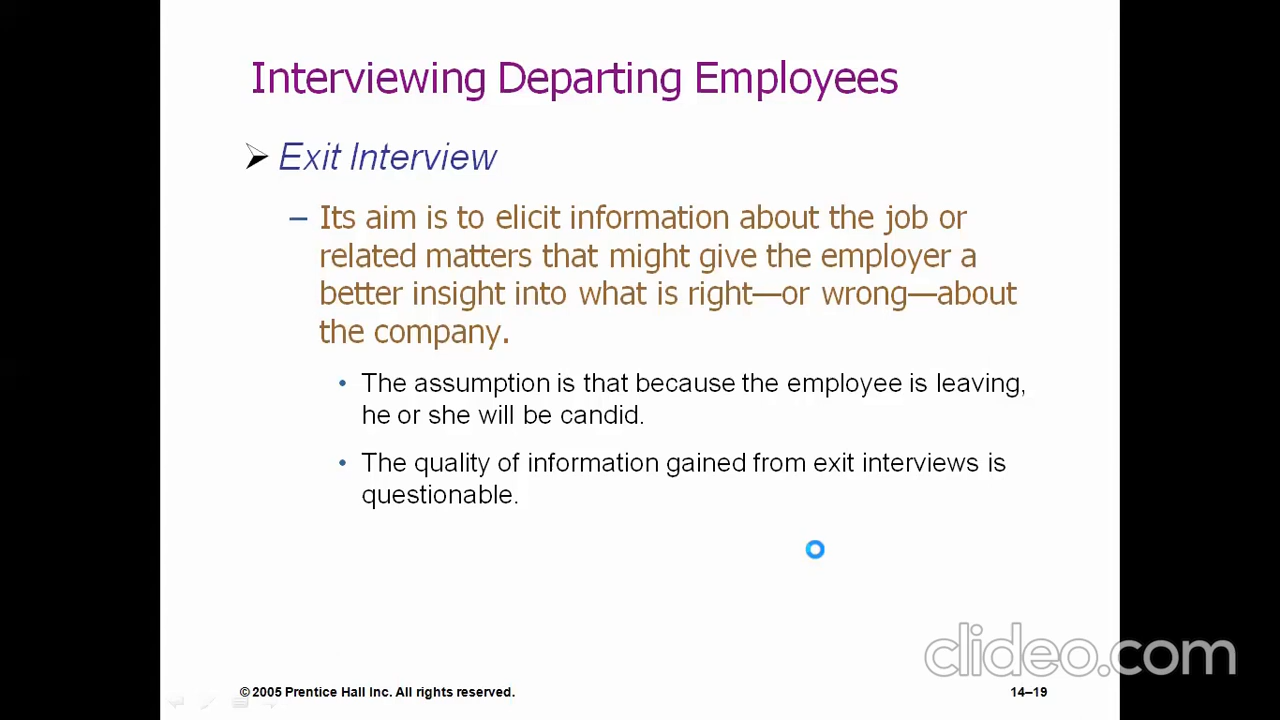 Interviewing Departing Employees
Exit Interview
– Its aim is to elicit information about the job or
related matters that might give the employer a
better insight into what is right—or wrong—about
the company.
• The assumption is that because the employee is leaving,
he or she will be candid.
• The quality of information gained from exit interviews is
questionable.
clideo.com
© 2005 Prentice Hall Inc. All rights reserved.
14–19